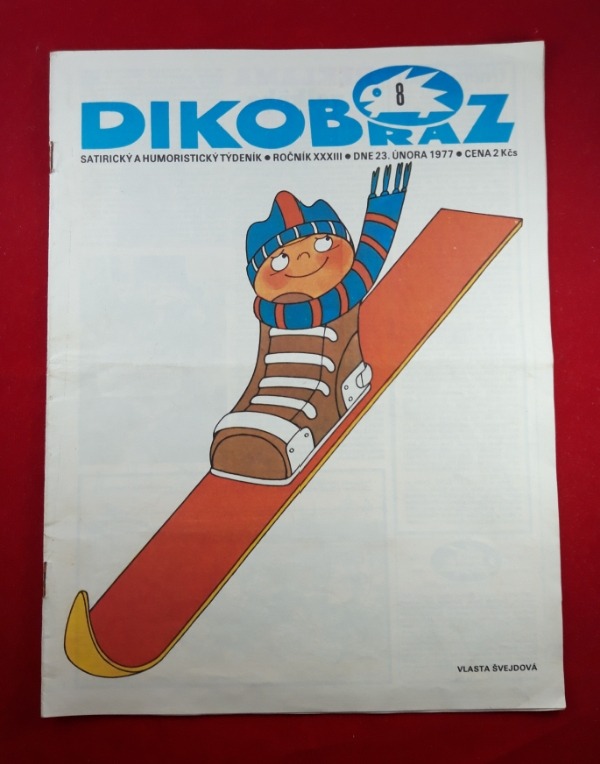 8
DIKOBRAZ
SATIRICKÝ A HUMORISTICKÝ TÝDENÍK ● ROČNÍK XXXIII ● DNE 23. ÚNORA 1977 ● CENA 2 Kčs
VLASTA ŠVEJDOVÁ